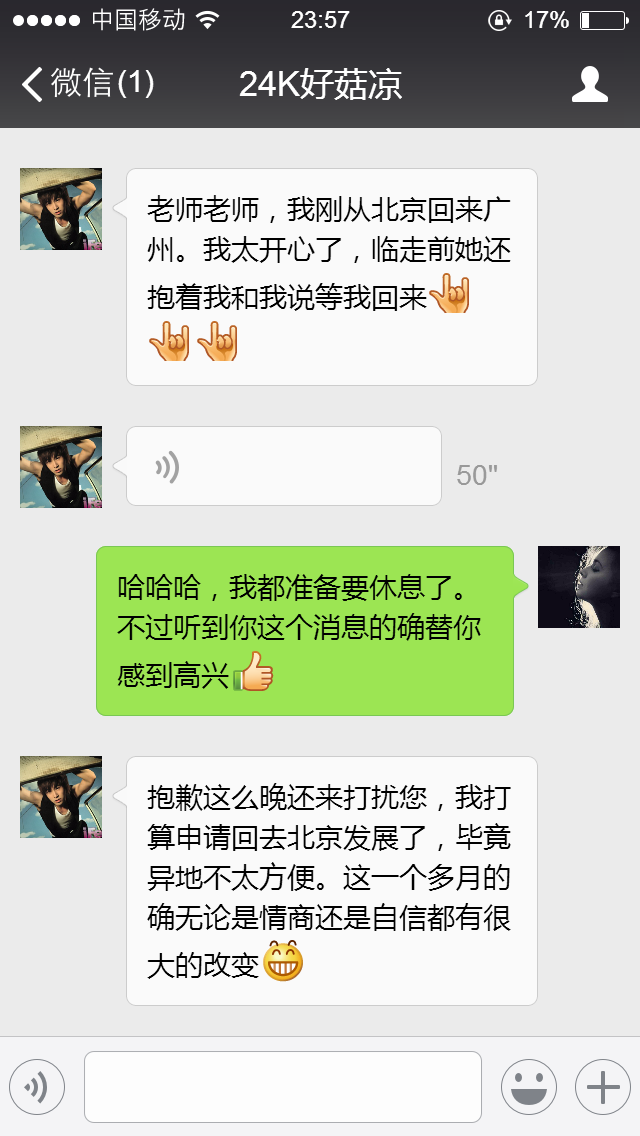 中国移动 23:57 17%
微信(1) 24K好菇凉
老师老师，我刚从北京回来广
州。我太开心了，临走前她还
抱着我和我说等我回来
50"
哈哈哈，我都准备要休息了。
不过听到你这个消息的确替你
感到高兴
抱歉这么晚还来打扰您，我打
算申请回去北京发展了，毕竟
异地不太方便。这一个多月的
确无论是情商还是自信都有很
大的改变